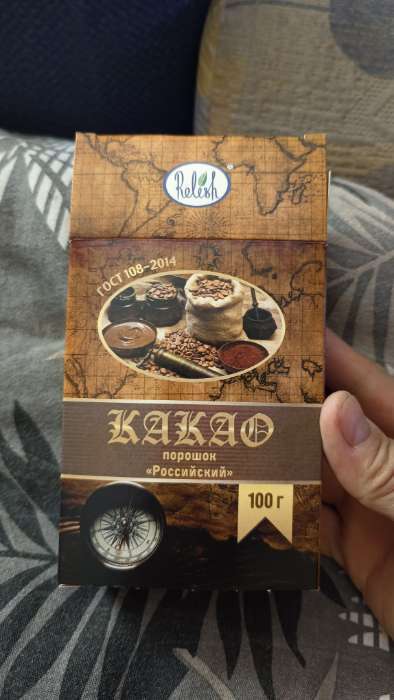 Relish
ГОСТ 108-2014
КАКАО
порошок
«Российский»
100 г